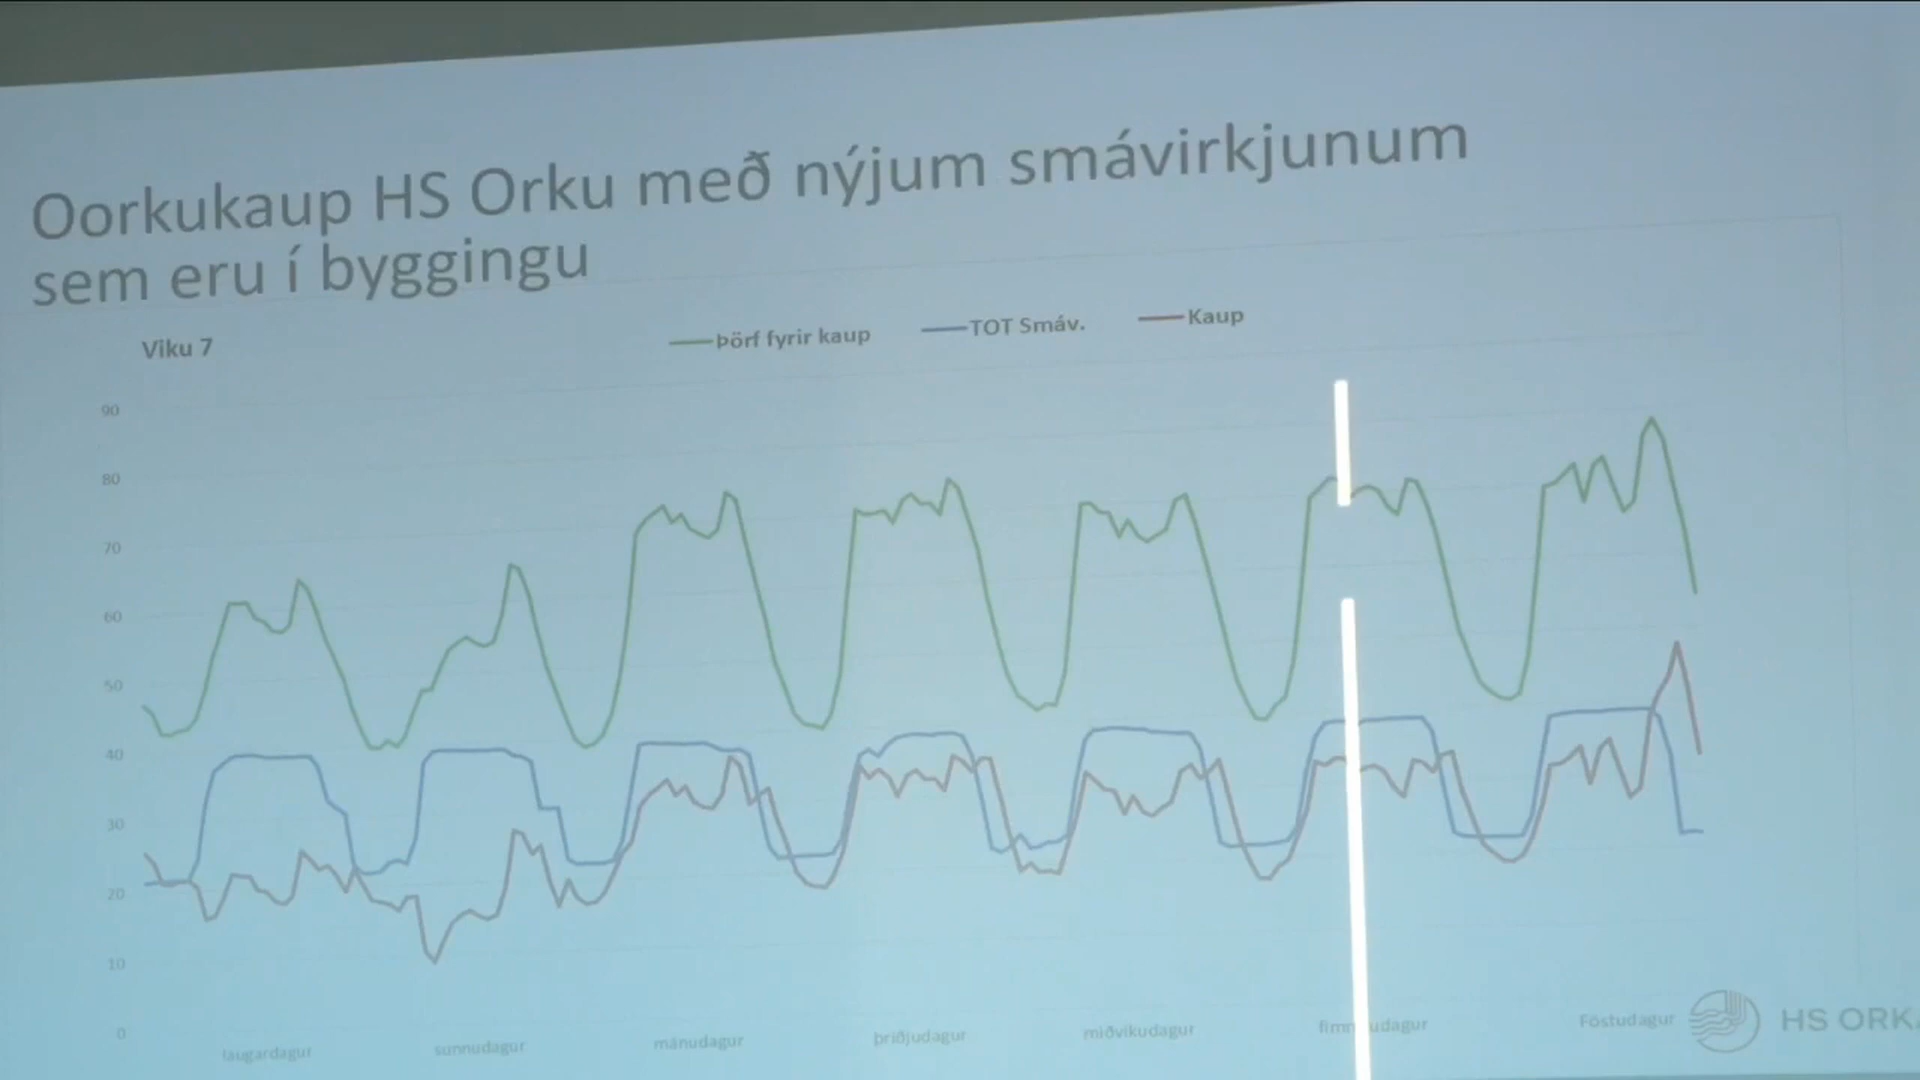 Oorkukaup HS Orku með nýjum smávirkjunum
sem eru í byggingu
Viku 7
Þörf fyrir kaup
TOT Smáv.
Kaup
90
80
70
60
50
40
30
20
10
0
laugardagur
sunnudagur
mánudagur
þriðjudagur
miðvikudagur
Föstudagur
HS ORKA